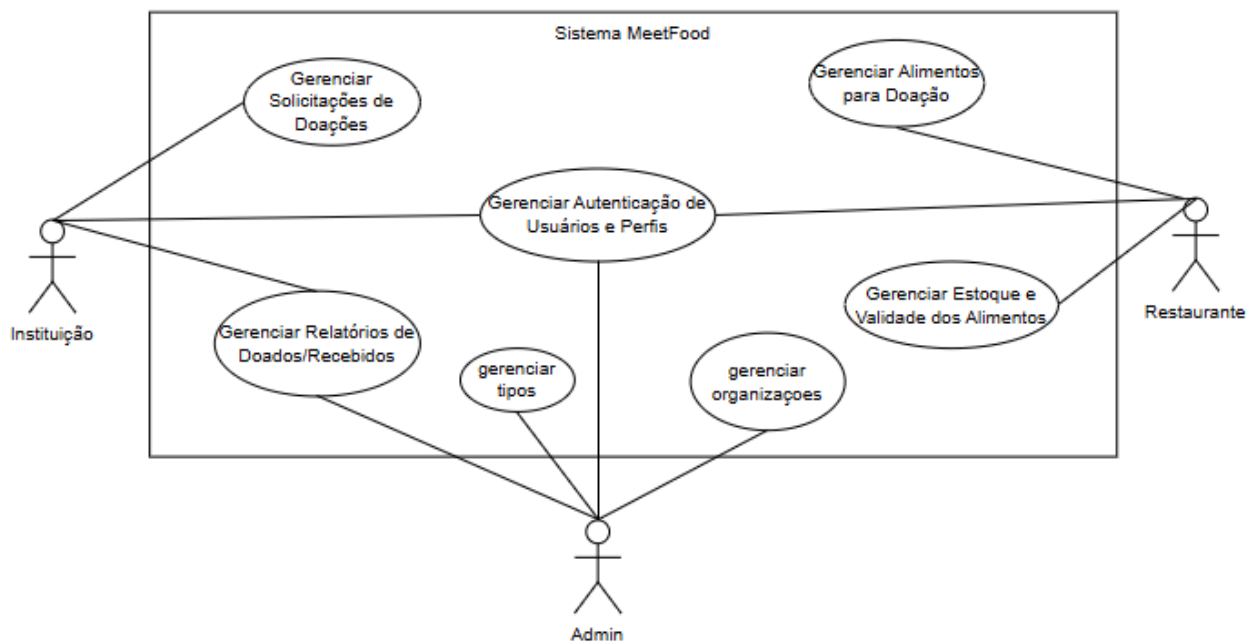 Sistema MeetFood
Gerenciar
Solicitações de
Doações
Gerenciar Alimentos
para Doação
Gerenciar Autenticação de
Usuários e Perfis
Instituição
Restaurante
Gerenciar Estoque e
Validade dos Alimentos
Gerenciar Relatórios de
Doados/Recebidos
gerenciar
tipos
gerenciar
organizaçoes
Admin